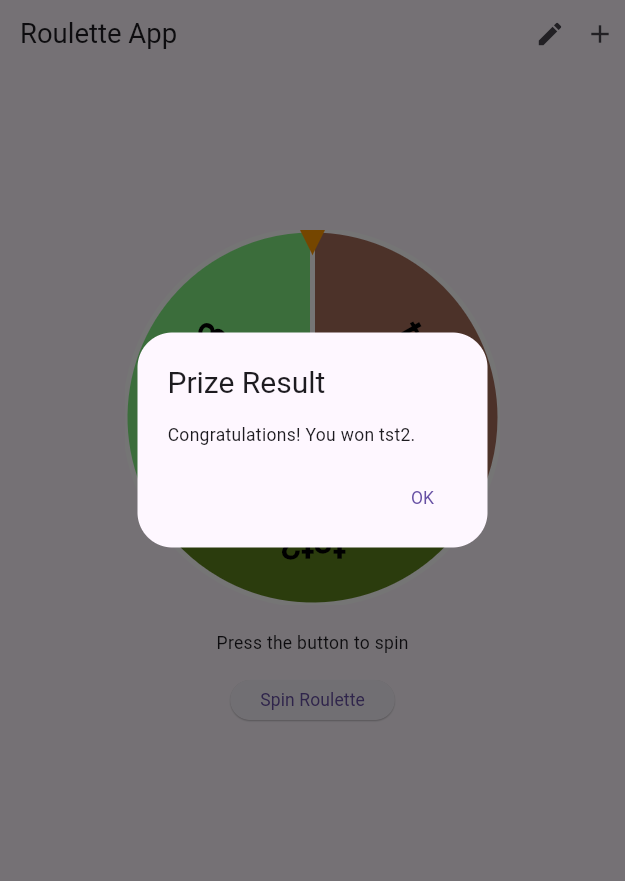 Roulette App
Prize Result
Congratulations! You won tst2.
OK
Press the button to spin
Spin Roulette